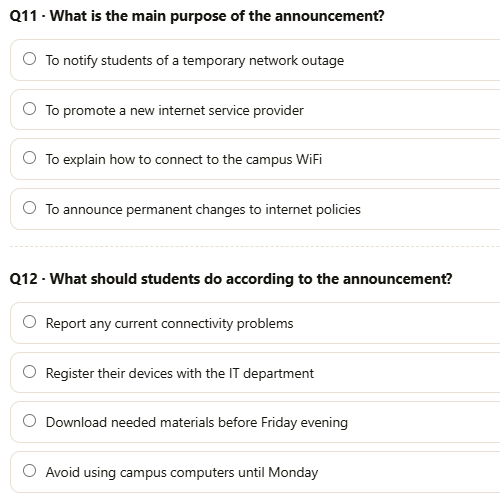 Q11 · What is the main purpose of the announcement?
To notify students of a temporary network outage
To promote a new internet service provider
To explain how to connect to the campus WiFi
To announce permanent changes to internet policies
Q12 · What should students do according to the announcement?
Report any current connectivity problems
Register their devices with the IT department
Download needed materials before Friday evening
Avoid using campus computers until Monday